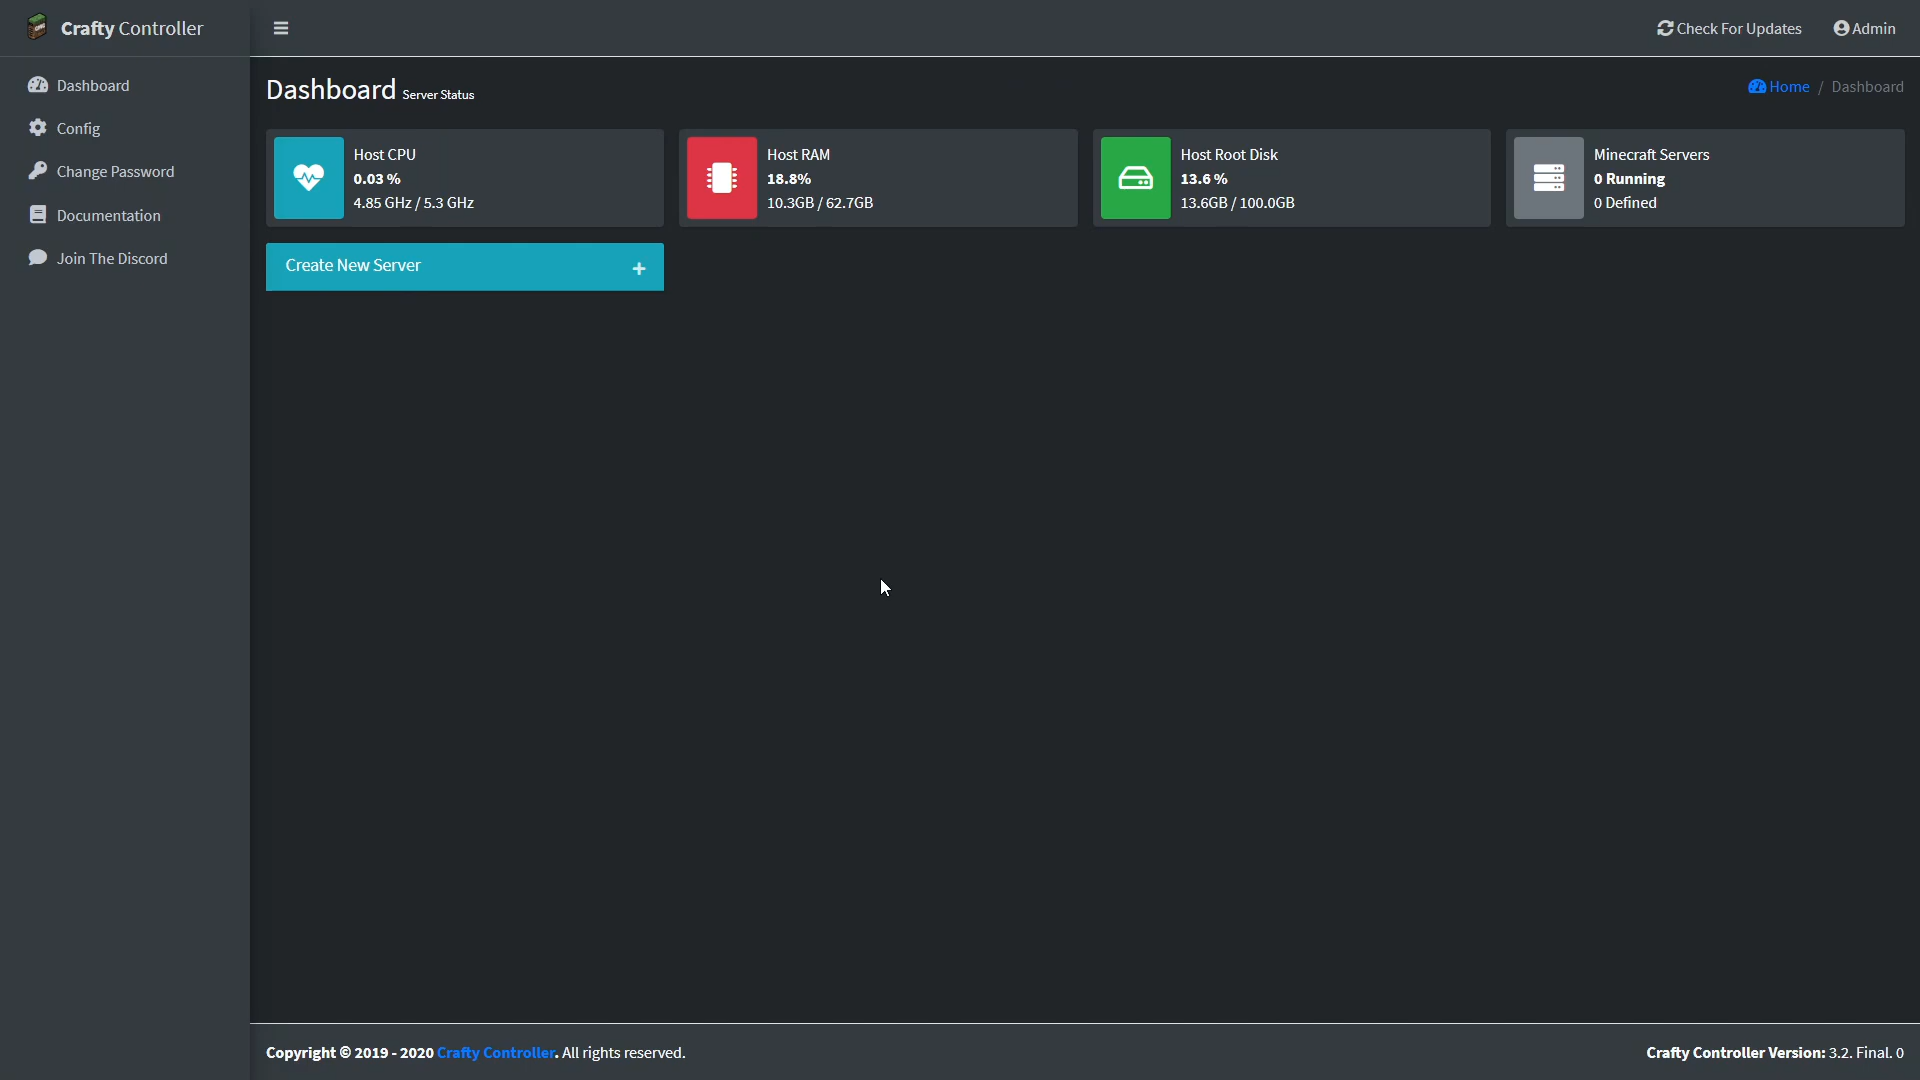 Crafty Controller
Check For Updates
Admin
Dashboard
Config
Change Password
Documentation
Join The Discord
Dashboard Server Status
Home / Dashboard
Host CPU
0.03 %
4.85 GHz / 5.3 GHz
Host RAM
18.8%
10.3GB / 62.7GB
Host Root Disk
13.6 %
13.6GB / 100.0GB
Minecraft Servers
0 Running
0 Defined
Create New Server +
Copyright © 2019 - 2020 Crafty Controller. All rights reserved.
Crafty Controller Version: 3.2. Final. 0